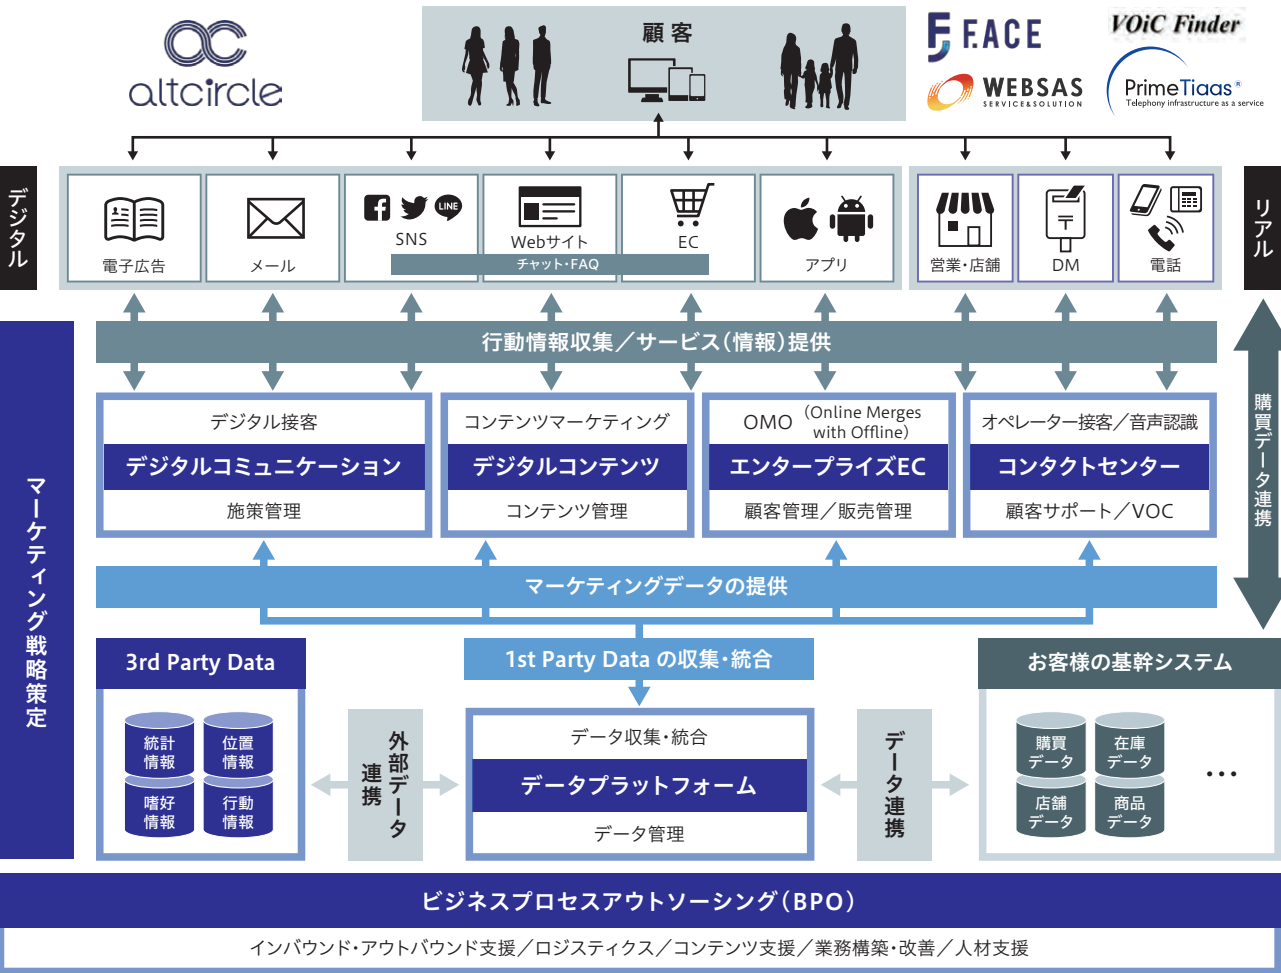 altcircle
顧客
F.ACE
WEBSAS
SERVICE&SOLUTION
VOiC Finder
PrimeTiaas®
Telephony infrastructure as a service
デジタル
電子広告
メール
LINE
SNS
Webサイト
EC
チャット・FAQ
アプリ
営業・店舗
〒
DM
電話
リアル
行動情報収集／サービス（情報）提供
マーケティング戦略策定
デジタル接客
デジタルコミュニケーション
施策管理
コンテンツマーケティング
デジタルコンテンツ
コンテンツ管理
OMO（Online Merges
with Offline）
エンタープライズEC
顧客管理／販売管理
オペレーター接客／音声認識
コンタクトセンター
顧客サポート／VOC
購買データ連携
マーケティングデータの提供
3rd Party Data
統計
情報
位置
情報
嗜好
情報
行動
情報
外部データ
連携
1st Party Data の収集・統合
データ収集・統合
データプラットフォーム
データ管理
データ連携
お客様の基幹システム
購買
データ
在庫
データ
店舗
データ
商品
データ
…
ビジネスプロセスアウトソーシング（BPO）
インバウンド・アウトバウンド支援／ロジスティクス／コンテンツ支援／業務構築・改善／人材支援